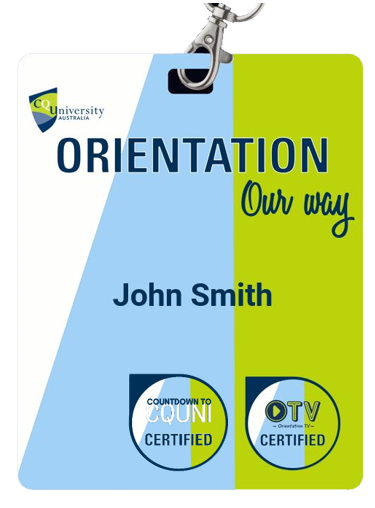 CQUniversity
AUSTRALIA
ORIENTATION
Our way
John Smith
COUNTDOWN TO
CQUNI
CERTIFIED
OTV
– Orientation TV –
CERTIFIED